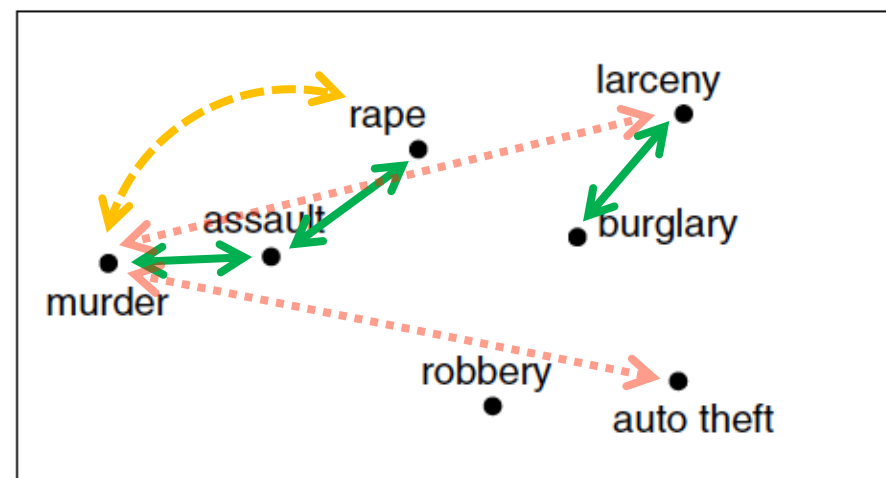 larceny
rape
assault
burglary
murder
robbery
auto theft